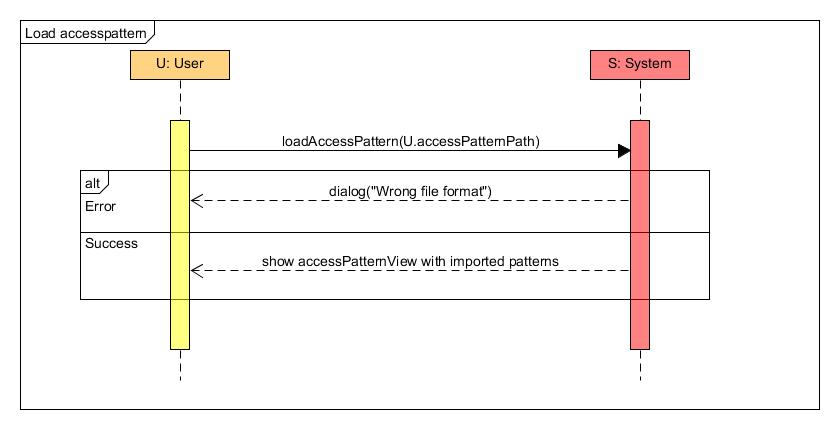 Load accesspattern
U: User
S: System
loadAccessPattern(U.accessPatternPath)
alt
dialog("Wrong file format")
Error
Success
show accessPatternView with imported patterns